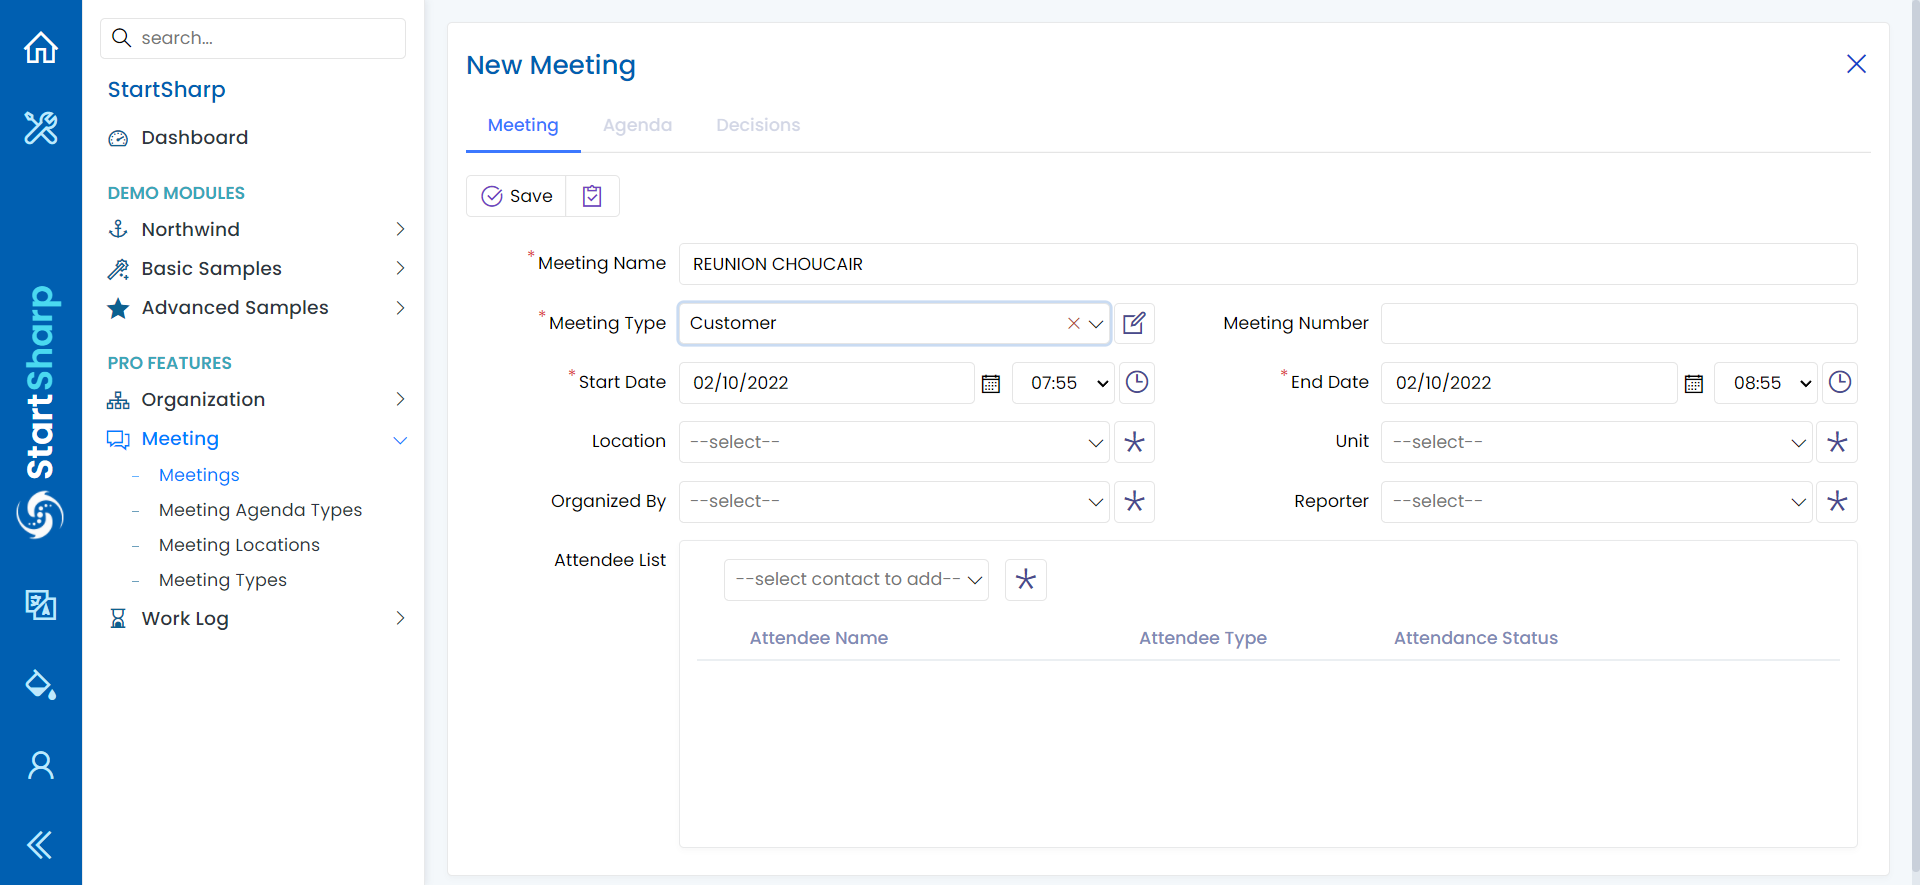 search...
StartSharp
Dashboard
DEMO MODULES
Northwind
Basic Samples
Advanced Samples
PRO FEATURES
Organization
Meeting
Meetings
Meeting Agenda Types
Meeting Locations
Meeting Types
Work Log
StartSharp
New Meeting
Meeting Agenda Decisions
Save
*Meeting Name REUNION CHOUCAIR
*Meeting Type Customer Meeting Number
*Start Date 02/10/2022 07:55 *End Date 02/10/2022 08:55
Location --select-- Unit --select--
Organized By --select-- Reporter --select--
Attendee List
--select contact to add--
Attendee Name Attendee Type Attendance Status